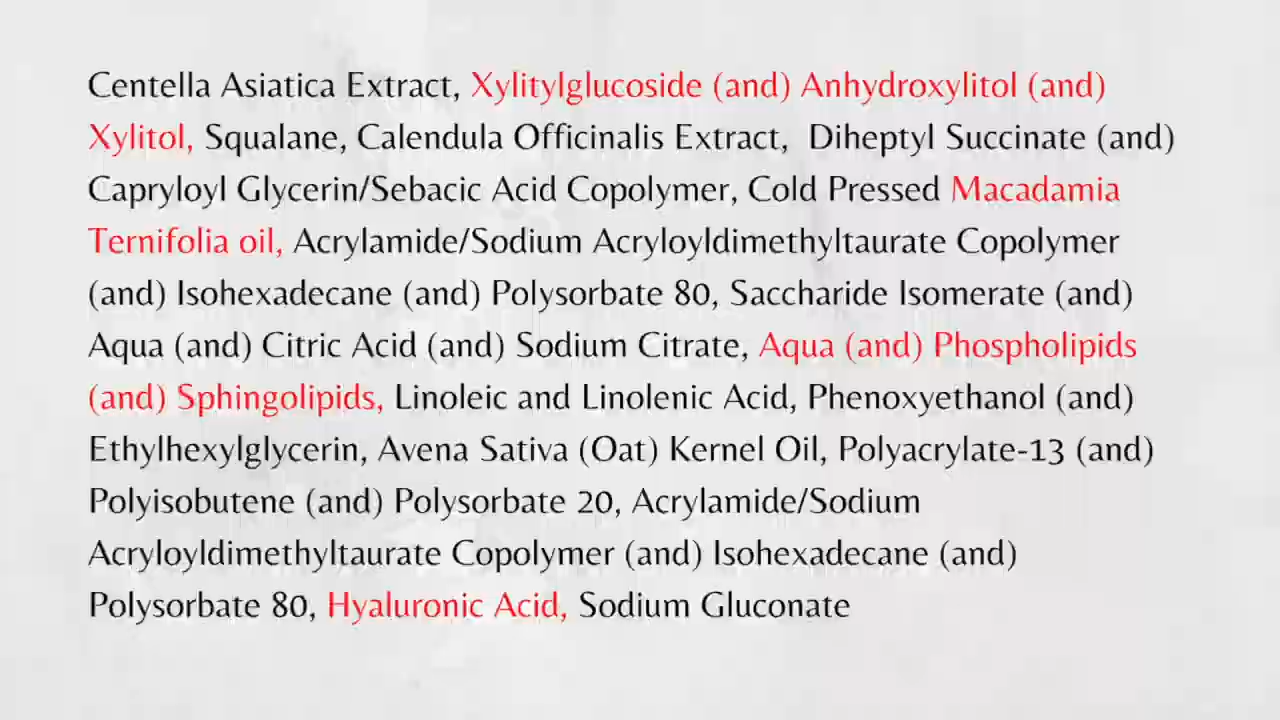 Centella Asiatica Extract, Xylitylglucoside (and) Anhydroxylitol (and)
Xylitol, Squalane, Calendula Officinalis Extract,  Diheptyl Succinate (and)
Capryloyl Glycerin/Sebacic Acid Copolymer, Cold Pressed Macadamia
Ternifolia oil, Acrylamide/Sodium Acryloyldimethyltaurate Copolymer
(and) Isohexadecane (and) Polysorbate 80, Saccharide Isomerate (and)
Aqua (and) Citric Acid (and) Sodium Citrate, Aqua (and) Phospholipids
(and) Sphingolipids, Linoleic and Linolenic Acid, Phenoxyethanol (and)
Ethylhexylglycerin, Avena Sativa (Oat) Kernel Oil, Polyacrylate-13 (and)
Polyisobutene (and) Polysorbate 20, Acrylamide/Sodium
Acryloyldimethyltaurate Copolymer (and) Isohexadecane (and)
Polysorbate 80, Hyaluronic Acid, Sodium Gluconate